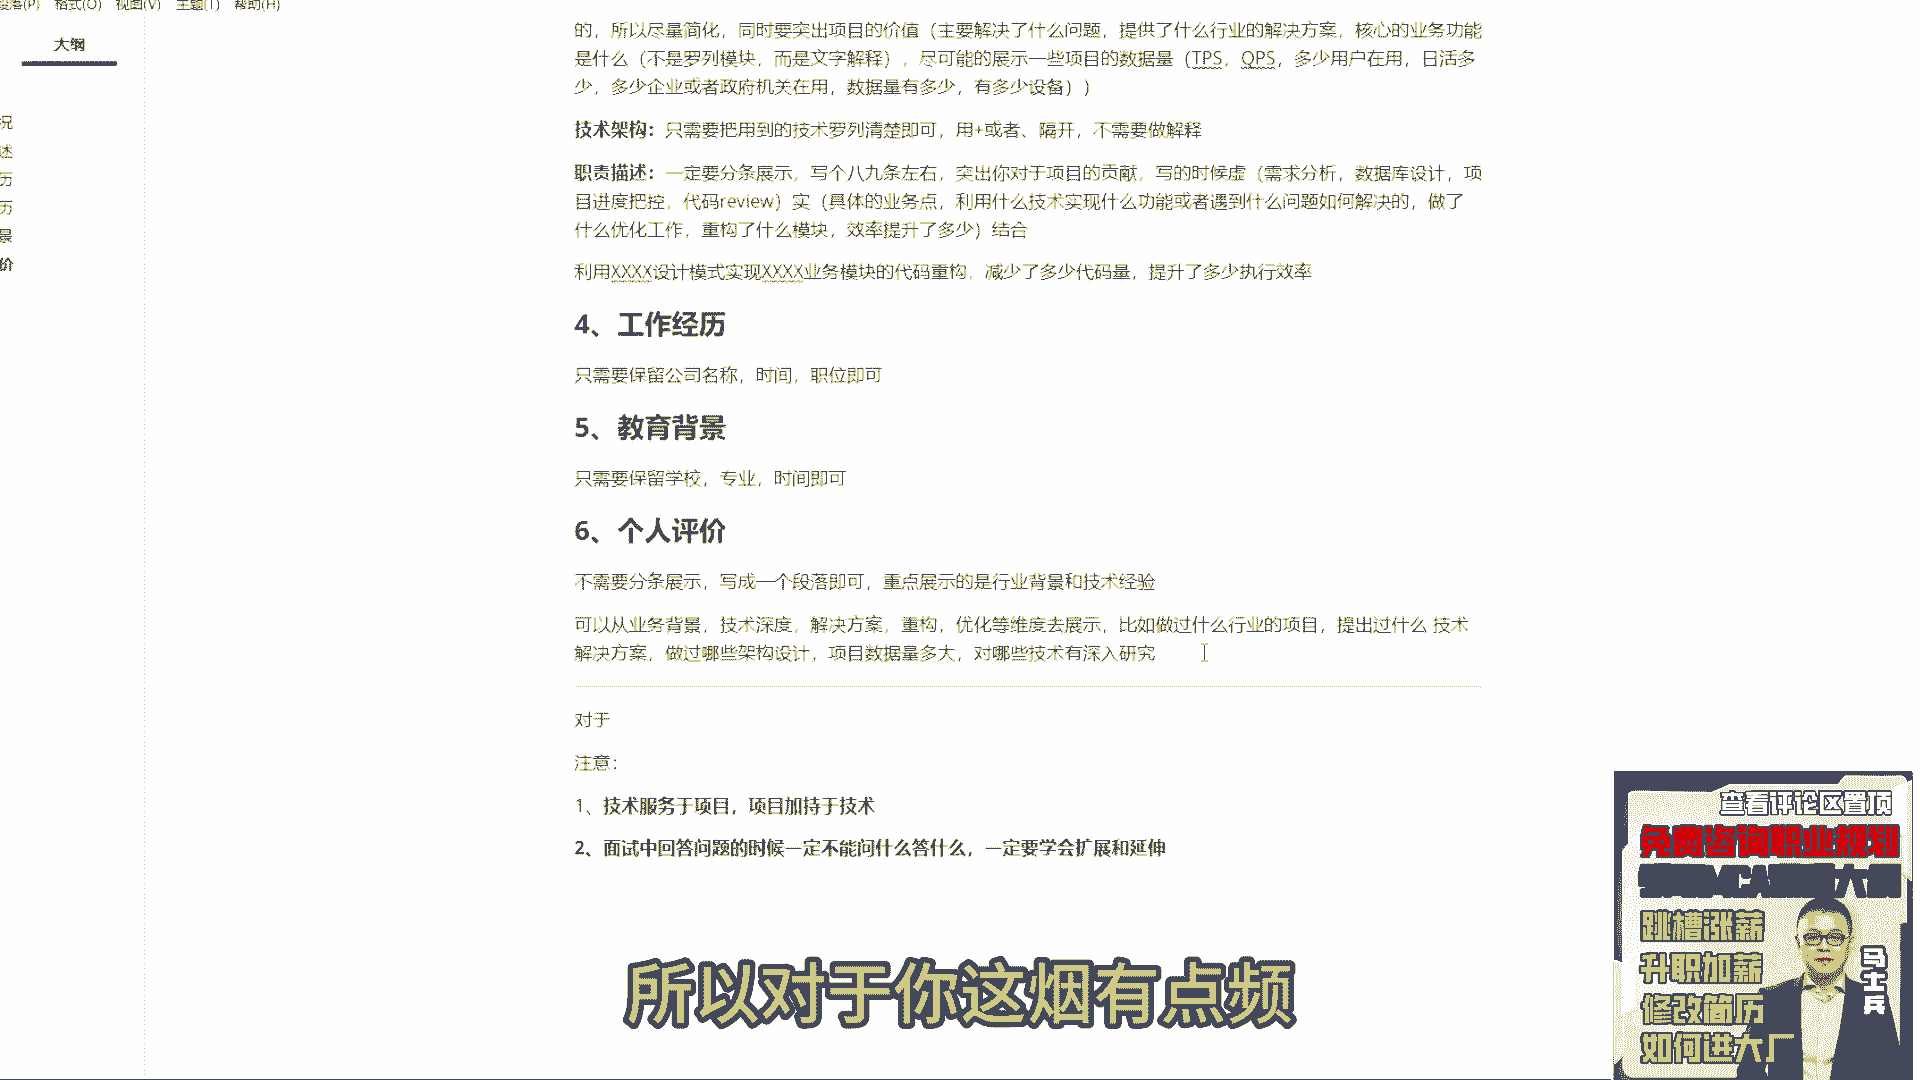 段落(P) 格式(O) 视图(V) 主题(T) 帮助(H)
大纲
况
述
历
历
景
价
的，所以尽量简化，同时要突出项目的价值（主要解决了什么问题，提供了什么行业的解决方案，核心的业务功能
是什么（不是罗列模块，而是文字解释），尽可能的展示一些项目的数据量（TPS，QPS，多少用户在用，日活多
少，多少企业或者政府机关在用，数据量有多少，有多少设备））
技术架构：只需要把用到的技术罗列清楚即可，用+或者、隔开，不需要做解释
职责描述：一定要分条展示，写个八九条左右，突出你对于项目的贡献，写的时候虚（需求分析，数据库设计，项
目进度把控，代码review）实（具体的业务点，利用什么技术实现什么功能或者遇到什么问题如何解决的，做了
什么优化工作，重构了什么模块，效率提升了多少）结合
利用XXXX设计模式实现XXXX业务模块的代码重构，减少了多少代码量，提升了多少执行效率
4、工作经历
只需要保留公司名称，时间，职位即可
5、教育背景
只需要保留学校，专业，时间即可
6、个人评价
不需要分条展示，写成一个段落即可，重点展示的是行业背景和技术经验
可以从业务背景，技术深度，解决方案，重构，优化等维度去展示，比如做过什么行业的项目，提出过什么 技术
解决方案，做过哪些架构设计，项目数据量多大，对哪些技术有深入研究
对于
注意：
1、技术服务于项目，项目加持于技术
2、面试中回答问题的时候一定不能问什么答什么，一定要学会扩展和延伸
所以对于你这烟有点频
查看评论区置顶
免费咨询职业规划
跳槽涨薪
升职加薪
修改简历
如何进大厂
马士兵